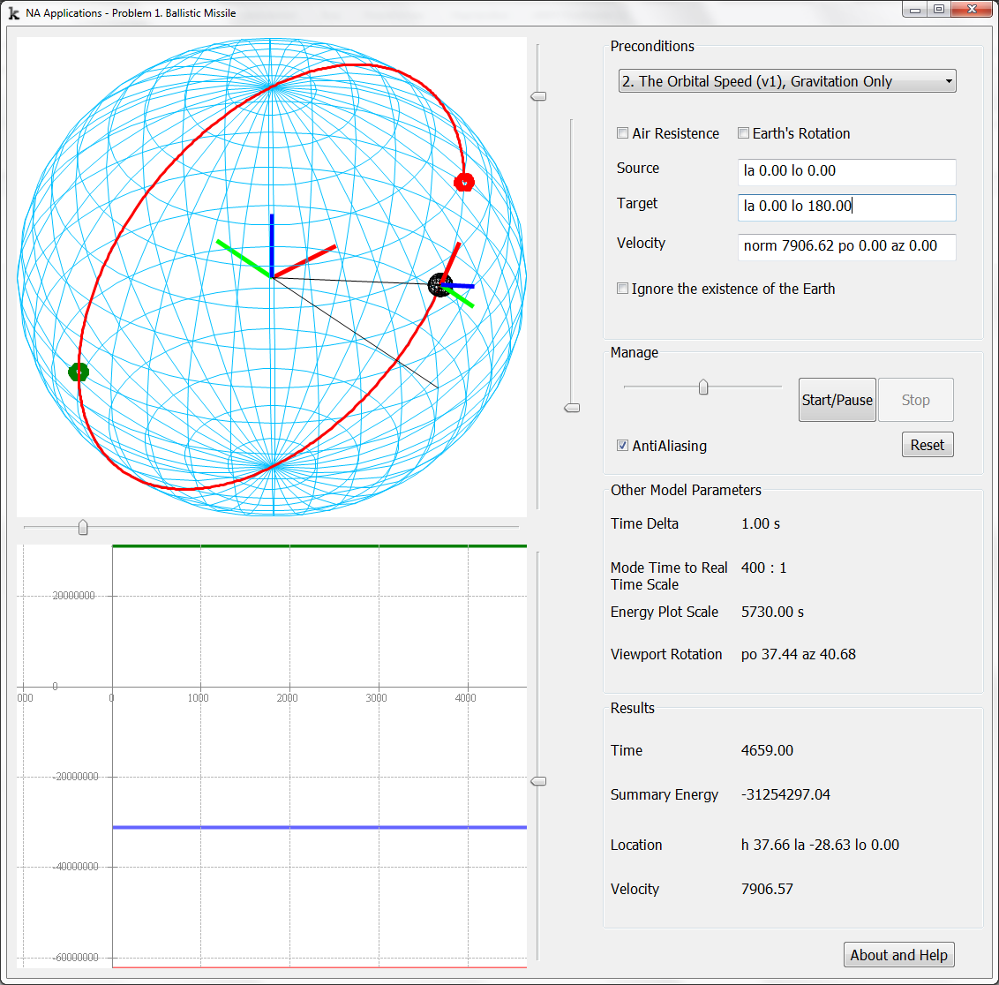 NA Applications - Problem 1. Ballistic Missile
Preconditions
2. The Orbital Speed (v1), Gravitation Only
Air Resistence Earth's Rotation
Source la 0.00 lo 0.00
Target la 0.00 lo 180.00
Velocity norm 7906.62 po 0.00 az 0.00
Ignore the existence of the Earth
Manage
Start/Pause Stop
AntiAliasing Reset
Other Model Parameters
Time Delta 1.00 s
Mode Time to Real 400 : 1
Time Scale
Energy Plot Scale 5730.00 s
Viewport Rotation po 37.44 az 40.68
Results
Time 4659.00
Summary Energy -31254297.04
Location h 37.66 la -28.63 lo 0.00
Velocity 7906.57
About and Help
20000000
0
000 0 1000 2000 3000 4000
-20000000
-40000000
-60000000